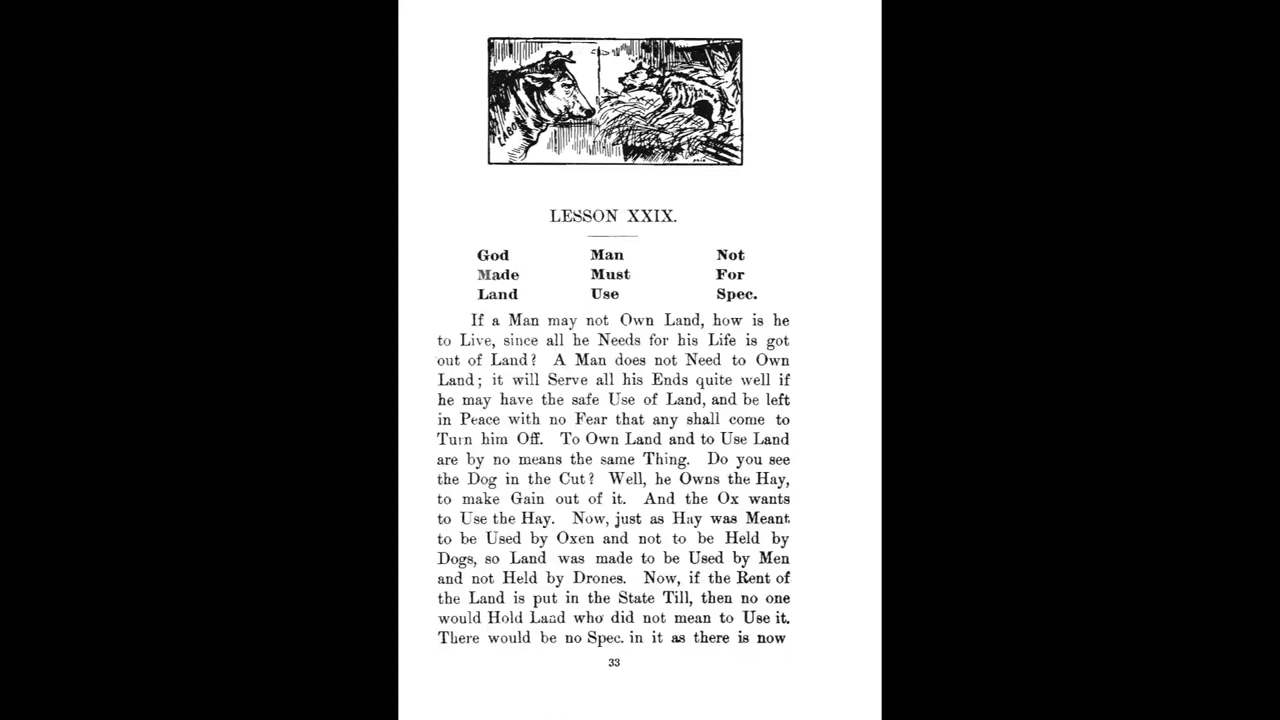 LABOR
LESSON XXIX.
God Man Not
Made Must For
Land Use Spec.
If a Man may not Own Land, how is he
to Live, since all he Needs for his Life is got
out of Land? A Man does not Need to Own
Land; it will Serve all his Ends quite well if
he may have the safe Use of Land, and be left
in Peace with no Fear that any shall come to
Turn him Off. To Own Land and to Use Land
are by no means the same Thing. Do you see
the Dog in the Cut? Well, he Owns the Hay,
to make Gain out of it. And the Ox wants
to Use the Hay. Now, just as Hay was Meant
to be Used by Oxen and not to be Held by
Dogs, so Land was made to be Used by Men
and not Held by Drones. Now, if the Rent of
the Land is put in the State Till, then no one
would Hold Land who did not mean to Use it.
There would be no Spec. in it as there is now
33